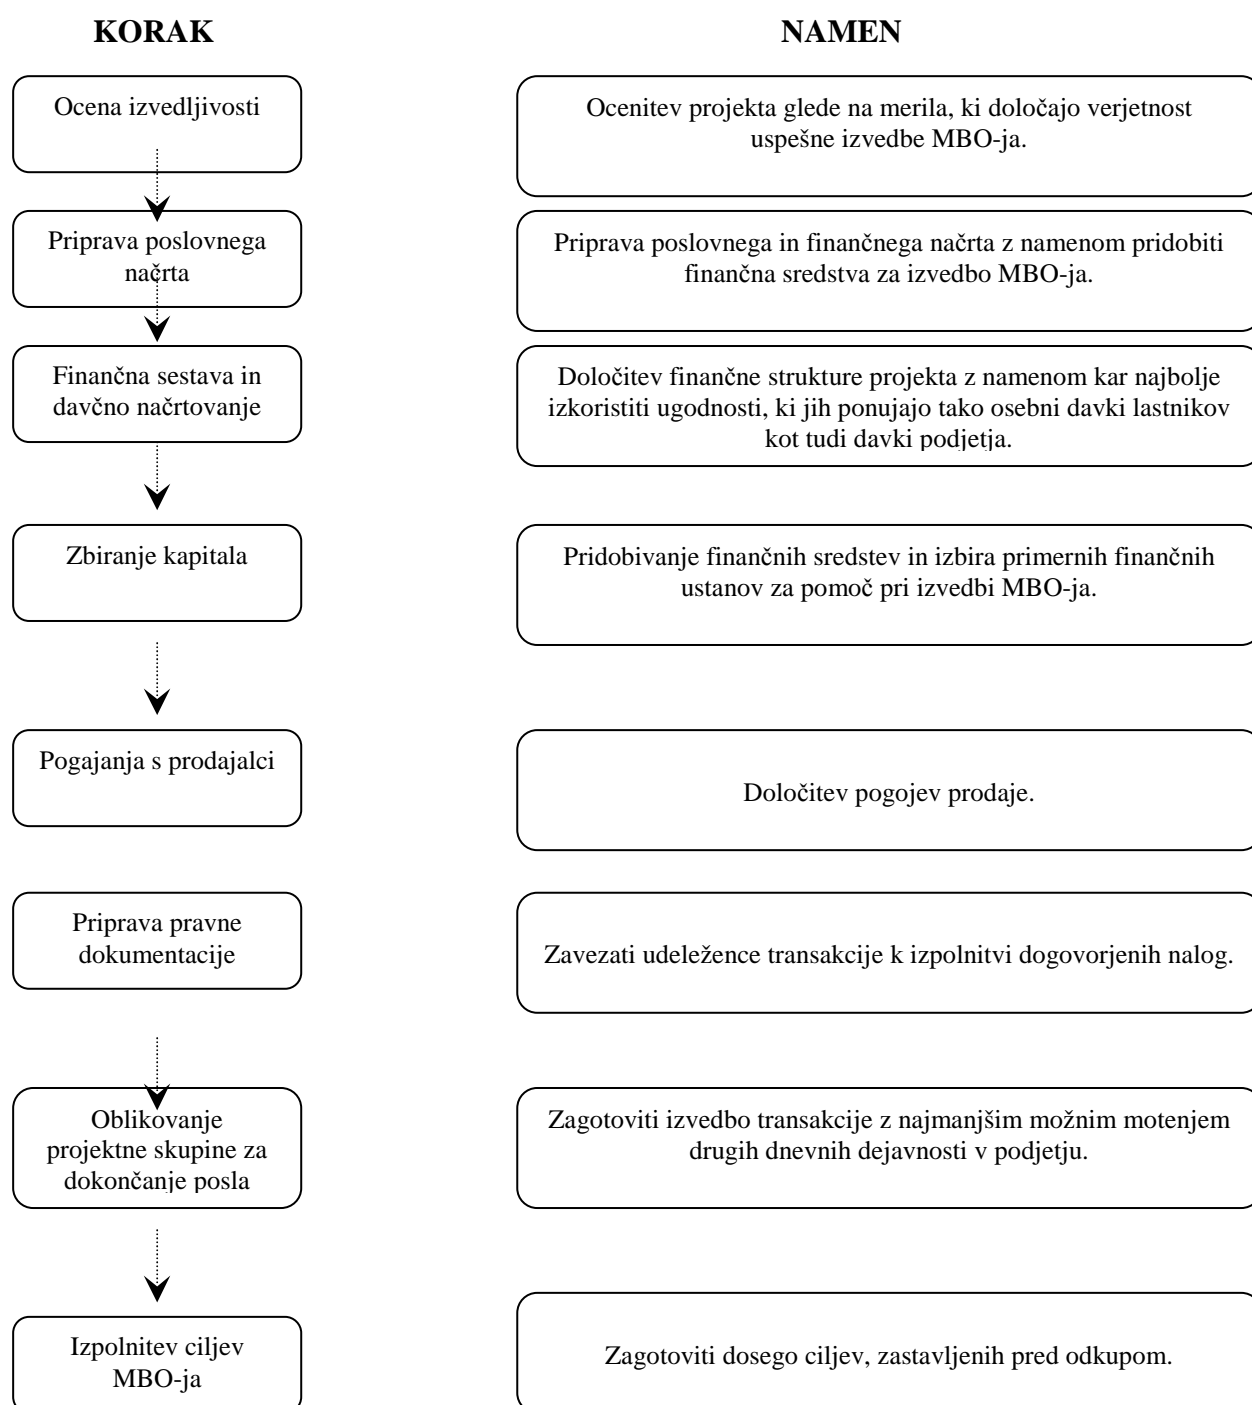 KORAK
NAMEN
Ocena izvedljivosti
Ocenitev projekta glede na merila, ki določajo verjetnost
uspešne izvedbe MBO-ja.
Priprava poslovnega
načrta
Priprava poslovnega in finančnega načrta z namenom pridobiti
finančna sredstva za izvedbo MBO-ja.
Finančna sestava in
davčno načrtovanje
Določitev finančne strukture projekta z namenom kar najbolje
izkoristiti ugodnosti, ki jih ponujajo tako osebni davki lastnikov
kot tudi davki podjetja.
Zbiranje kapitala
Pridobivanje finančnih sredstev in izbira primernih finančnih
ustanov za pomoč pri izvedbi MBO-ja.
Pogajanja s prodajalci
Določitev pogojev prodaje.
Priprava pravne
dokumentacije
Zavezati udeležence transakcije k izpolnitvi dogovorjenih nalog.
Oblikovanje
projektne skupine za
dokončanje posla
Zagotoviti izvedbo transakcije z najmanjšim možnim motenjem
drugih dnevnih dejavnosti v podjetju.
Izpolnitev ciljev
MBO-ja
Zagotoviti dosego ciljev, zastavljenih pred odkupom.